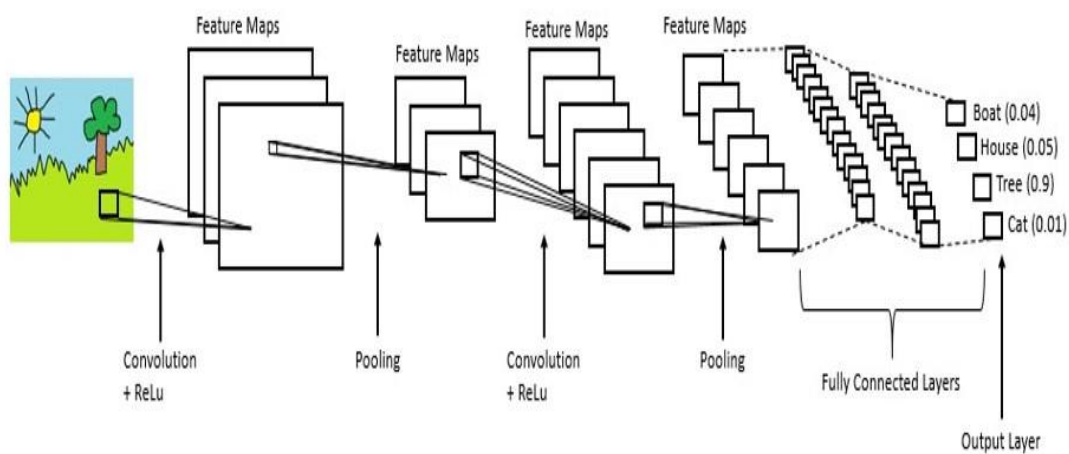 Feature Maps
Feature Maps
Feature Maps
Feature Maps
Boat (0.04)
House (0.05)
Tree (0.9)
Cat (0.01)
Convolution
+ ReLu
Pooling
Convolution
+ ReLu
Pooling
Fully Connected Layers
Output Layer